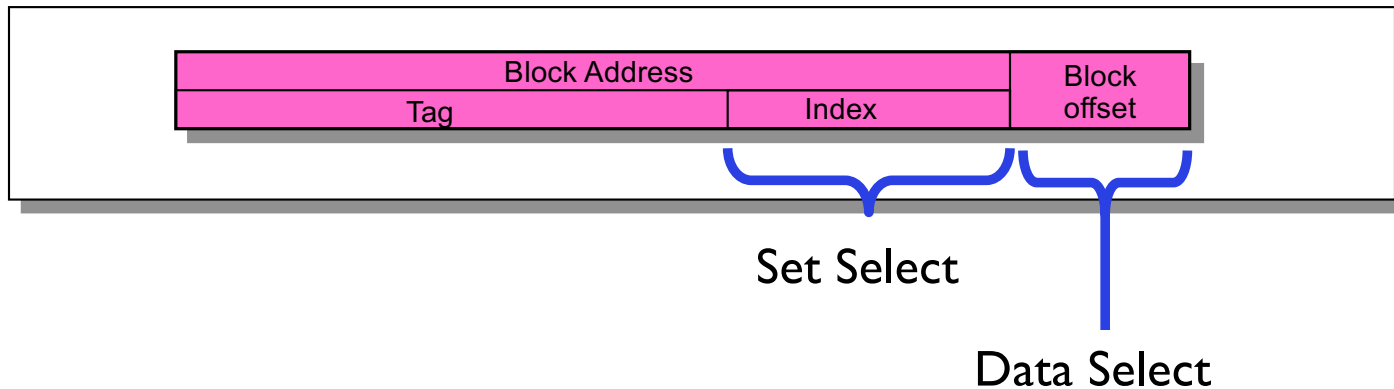 Block Address
Block
offset
Tag
Index
Set Select
Data Select